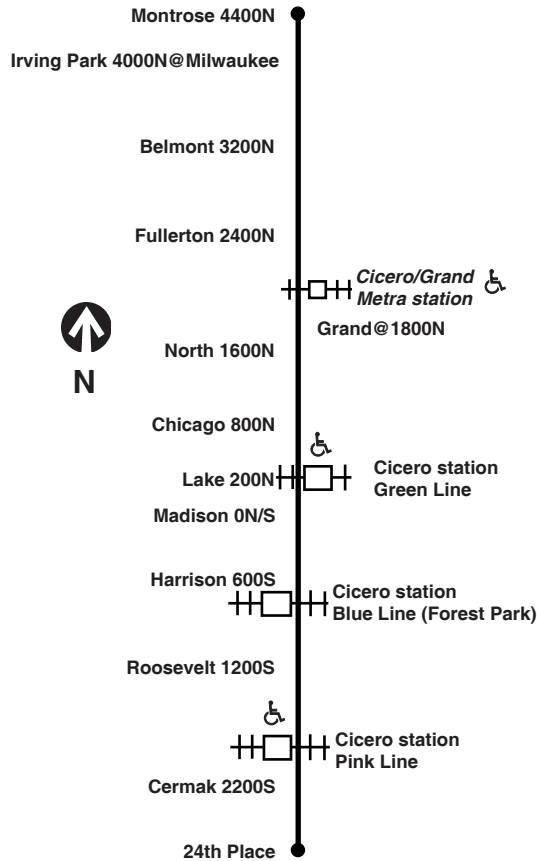 Montrose 4400N
Irving Park 4000N@Milwaukee
Belmont 3200N
Fullerton 2400N
Cicero/Grand
Metra station
Grand@1800N
N
North 1600N
Chicago 800N
Lake 200N
Cicero station
Green Line
Madison 0N/S
Harrison 600S
Cicero station
Blue Line (Forest Park)
Roosevelt 1200S
Cicero station
Pink Line
Cermak 2200S
24th Place